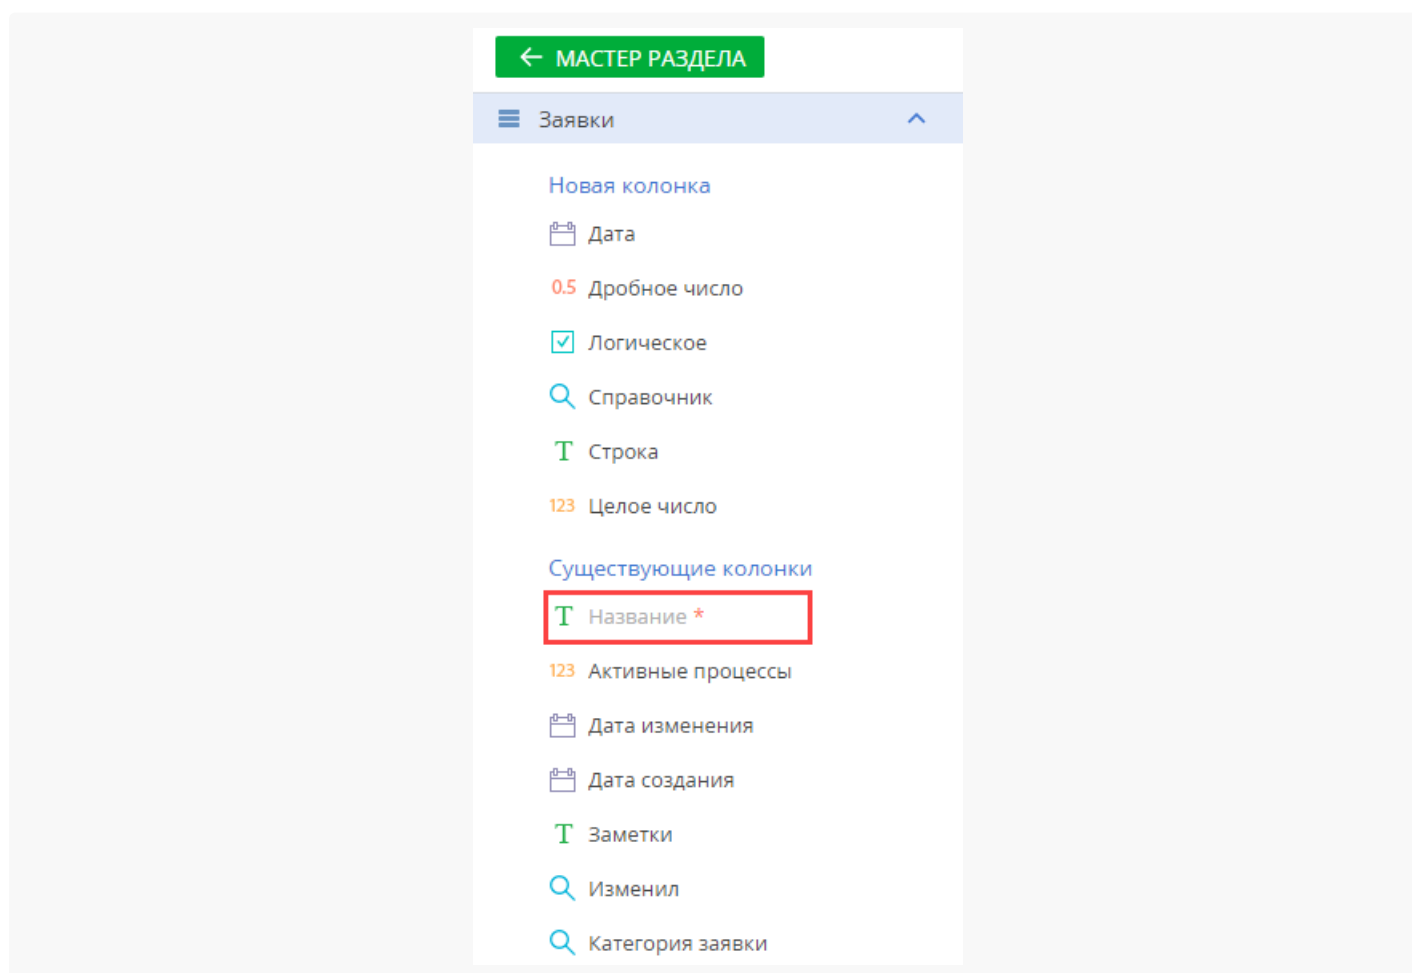 МАСТЕР РАЗДЕЛА
Заявки
Новая колонка
Дата
0.5 Дробное число
Логическое
Справочник
T Строка
123 Целое число
Существующие колонки
T Название *
123 Активные процессы
Дата изменения
Дата создания
T Заметки
Изменил
Категория заявки